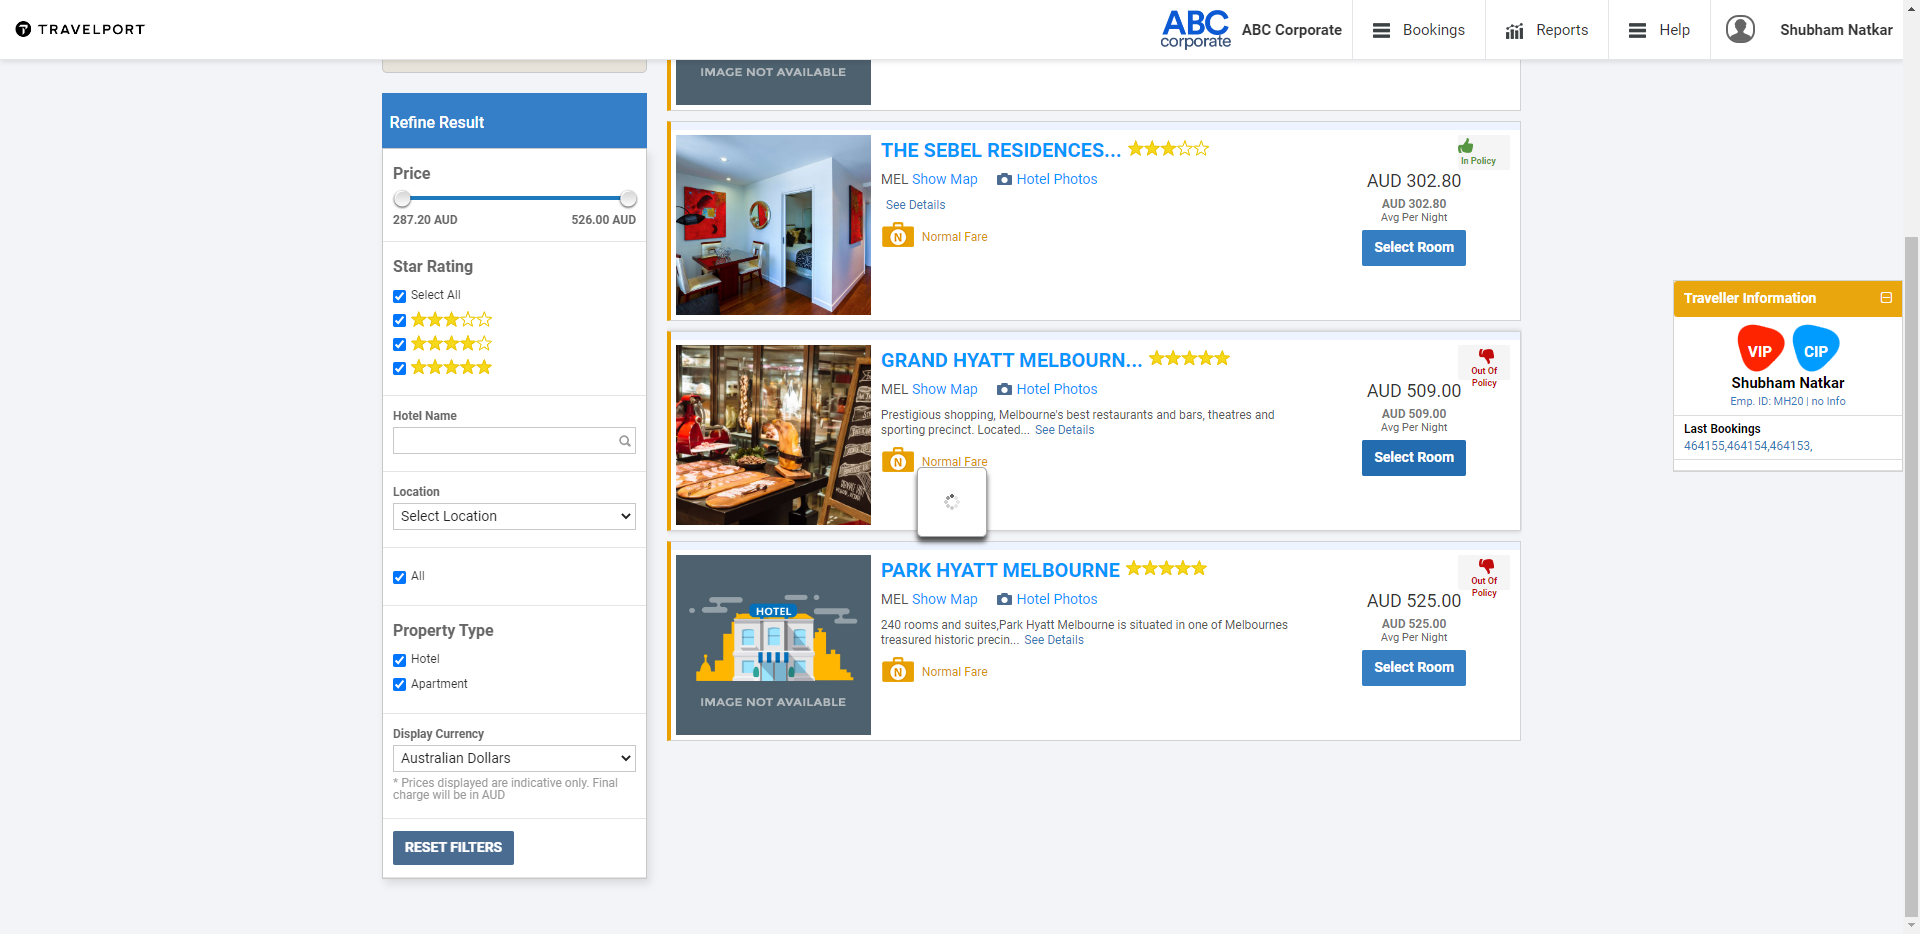 TRAVELPORT
ABC
corporate
ABC Corporate
Bookings
Reports
Help
Shubham Natkar
Refine Result
Price
287.20 AUD
526.00 AUD
Star Rating
Select All
Hotel Name
Location
Select Location
All
Property Type
Hotel
Apartment
Display Currency
Australian Dollars
* Prices displayed are indicative only. Final
charge will be in AUD
RESET FILTERS
IMAGE NOT AVAILABLE
THE SEBEL RESIDENCES...
MEL Show Map
Hotel Photos
See Details
N
Normal Fare
In Policy
AUD 302.80
AUD 302.80
Avg Per Night
Select Room
GRAND HYATT MELBOURN...
MEL Show Map
Hotel Photos
Prestigious shopping, Melbourne's best restaurants and bars, theatres and
sporting precinct. Located... See Details
N
Normal Fare
Out Of
Policy
AUD 509.00
AUD 509.00
Avg Per Night
Select Room
HOTEL
IMAGE NOT AVAILABLE
PARK HYATT MELBOURNE
MEL Show Map
Hotel Photos
240 rooms and suites,Park Hyatt Melbourne is situated in one of Melbournes
treasured historic precin... See Details
N
Normal Fare
Out Of
Policy
AUD 525.00
AUD 525.00
Avg Per Night
Select Room
Traveller Information
VIP
CIP
Shubham Natkar
Emp. ID: MH20 | no Info
Last Bookings
464155,464154,464153,